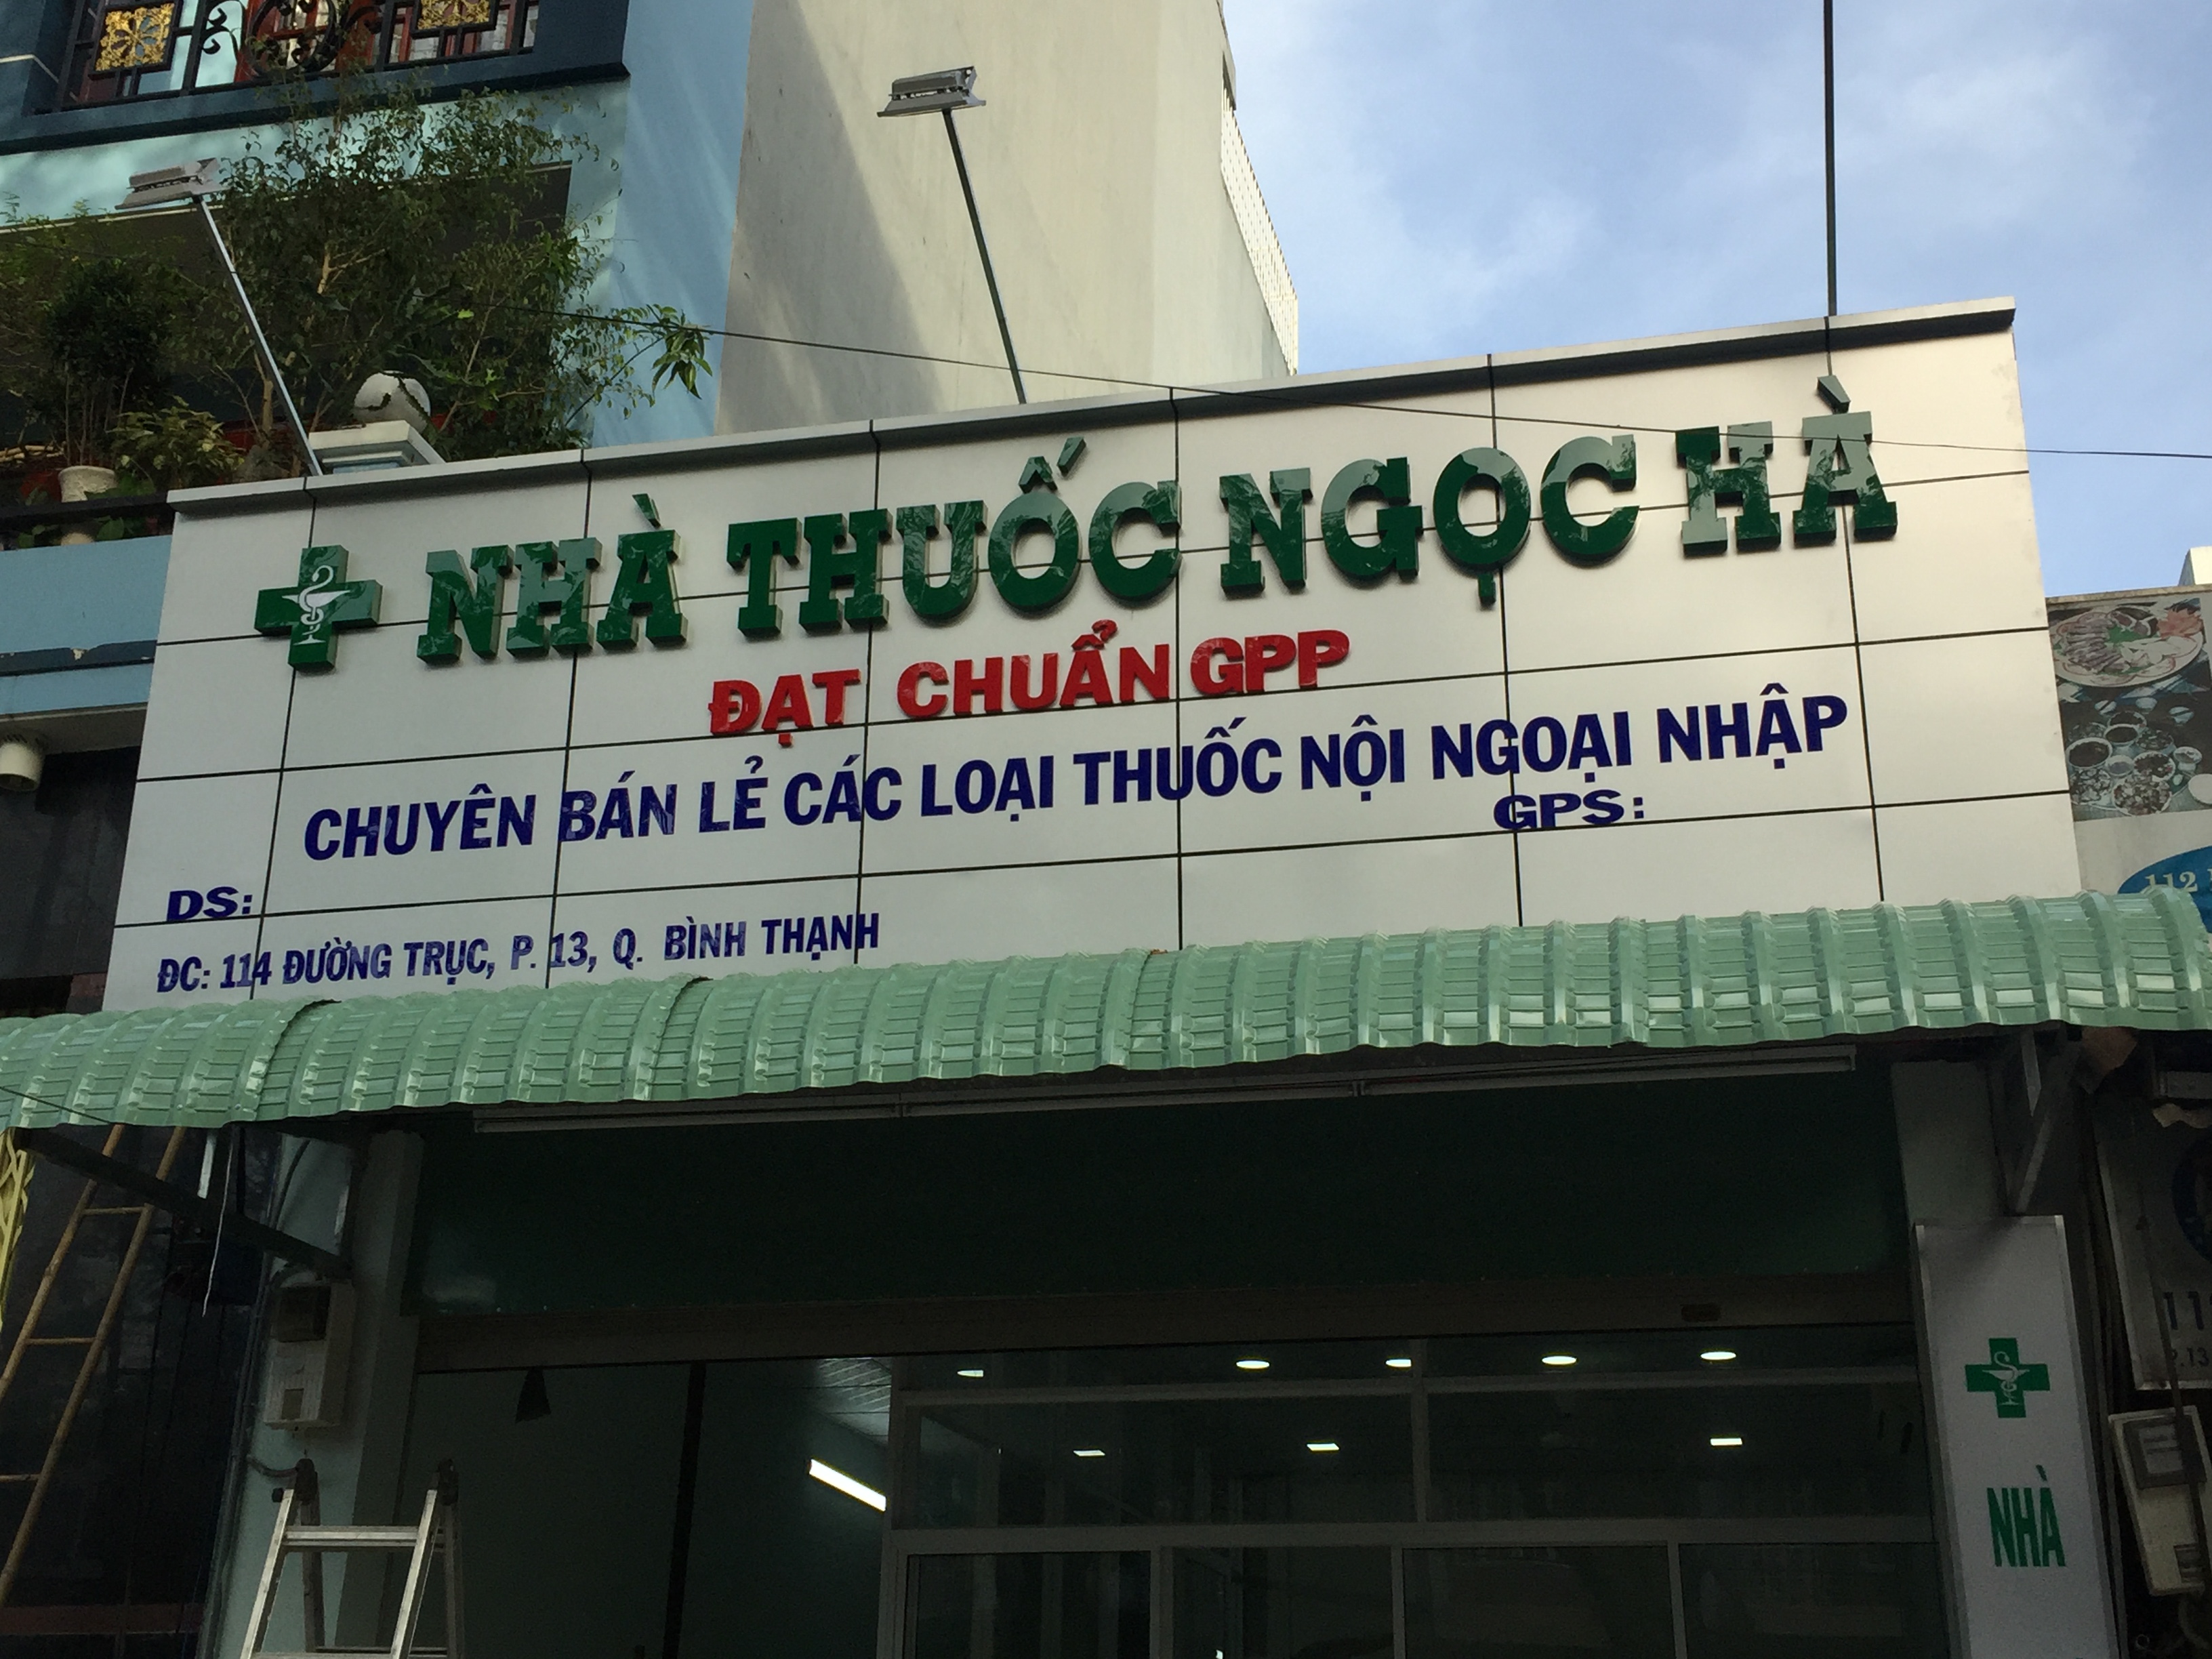 NHÀ THUỐC NGỌC HÀ
ĐẠT CHUẨN GPP
CHUYÊN BÁN LẺ CÁC LOẠI THUỐC NỘI NGOẠI NHẬP
GPS:
DS:
ĐC: 114 ĐƯỜNG TRỤC, P. 13, Q. BÌNH THẠNH
112
NHÀ